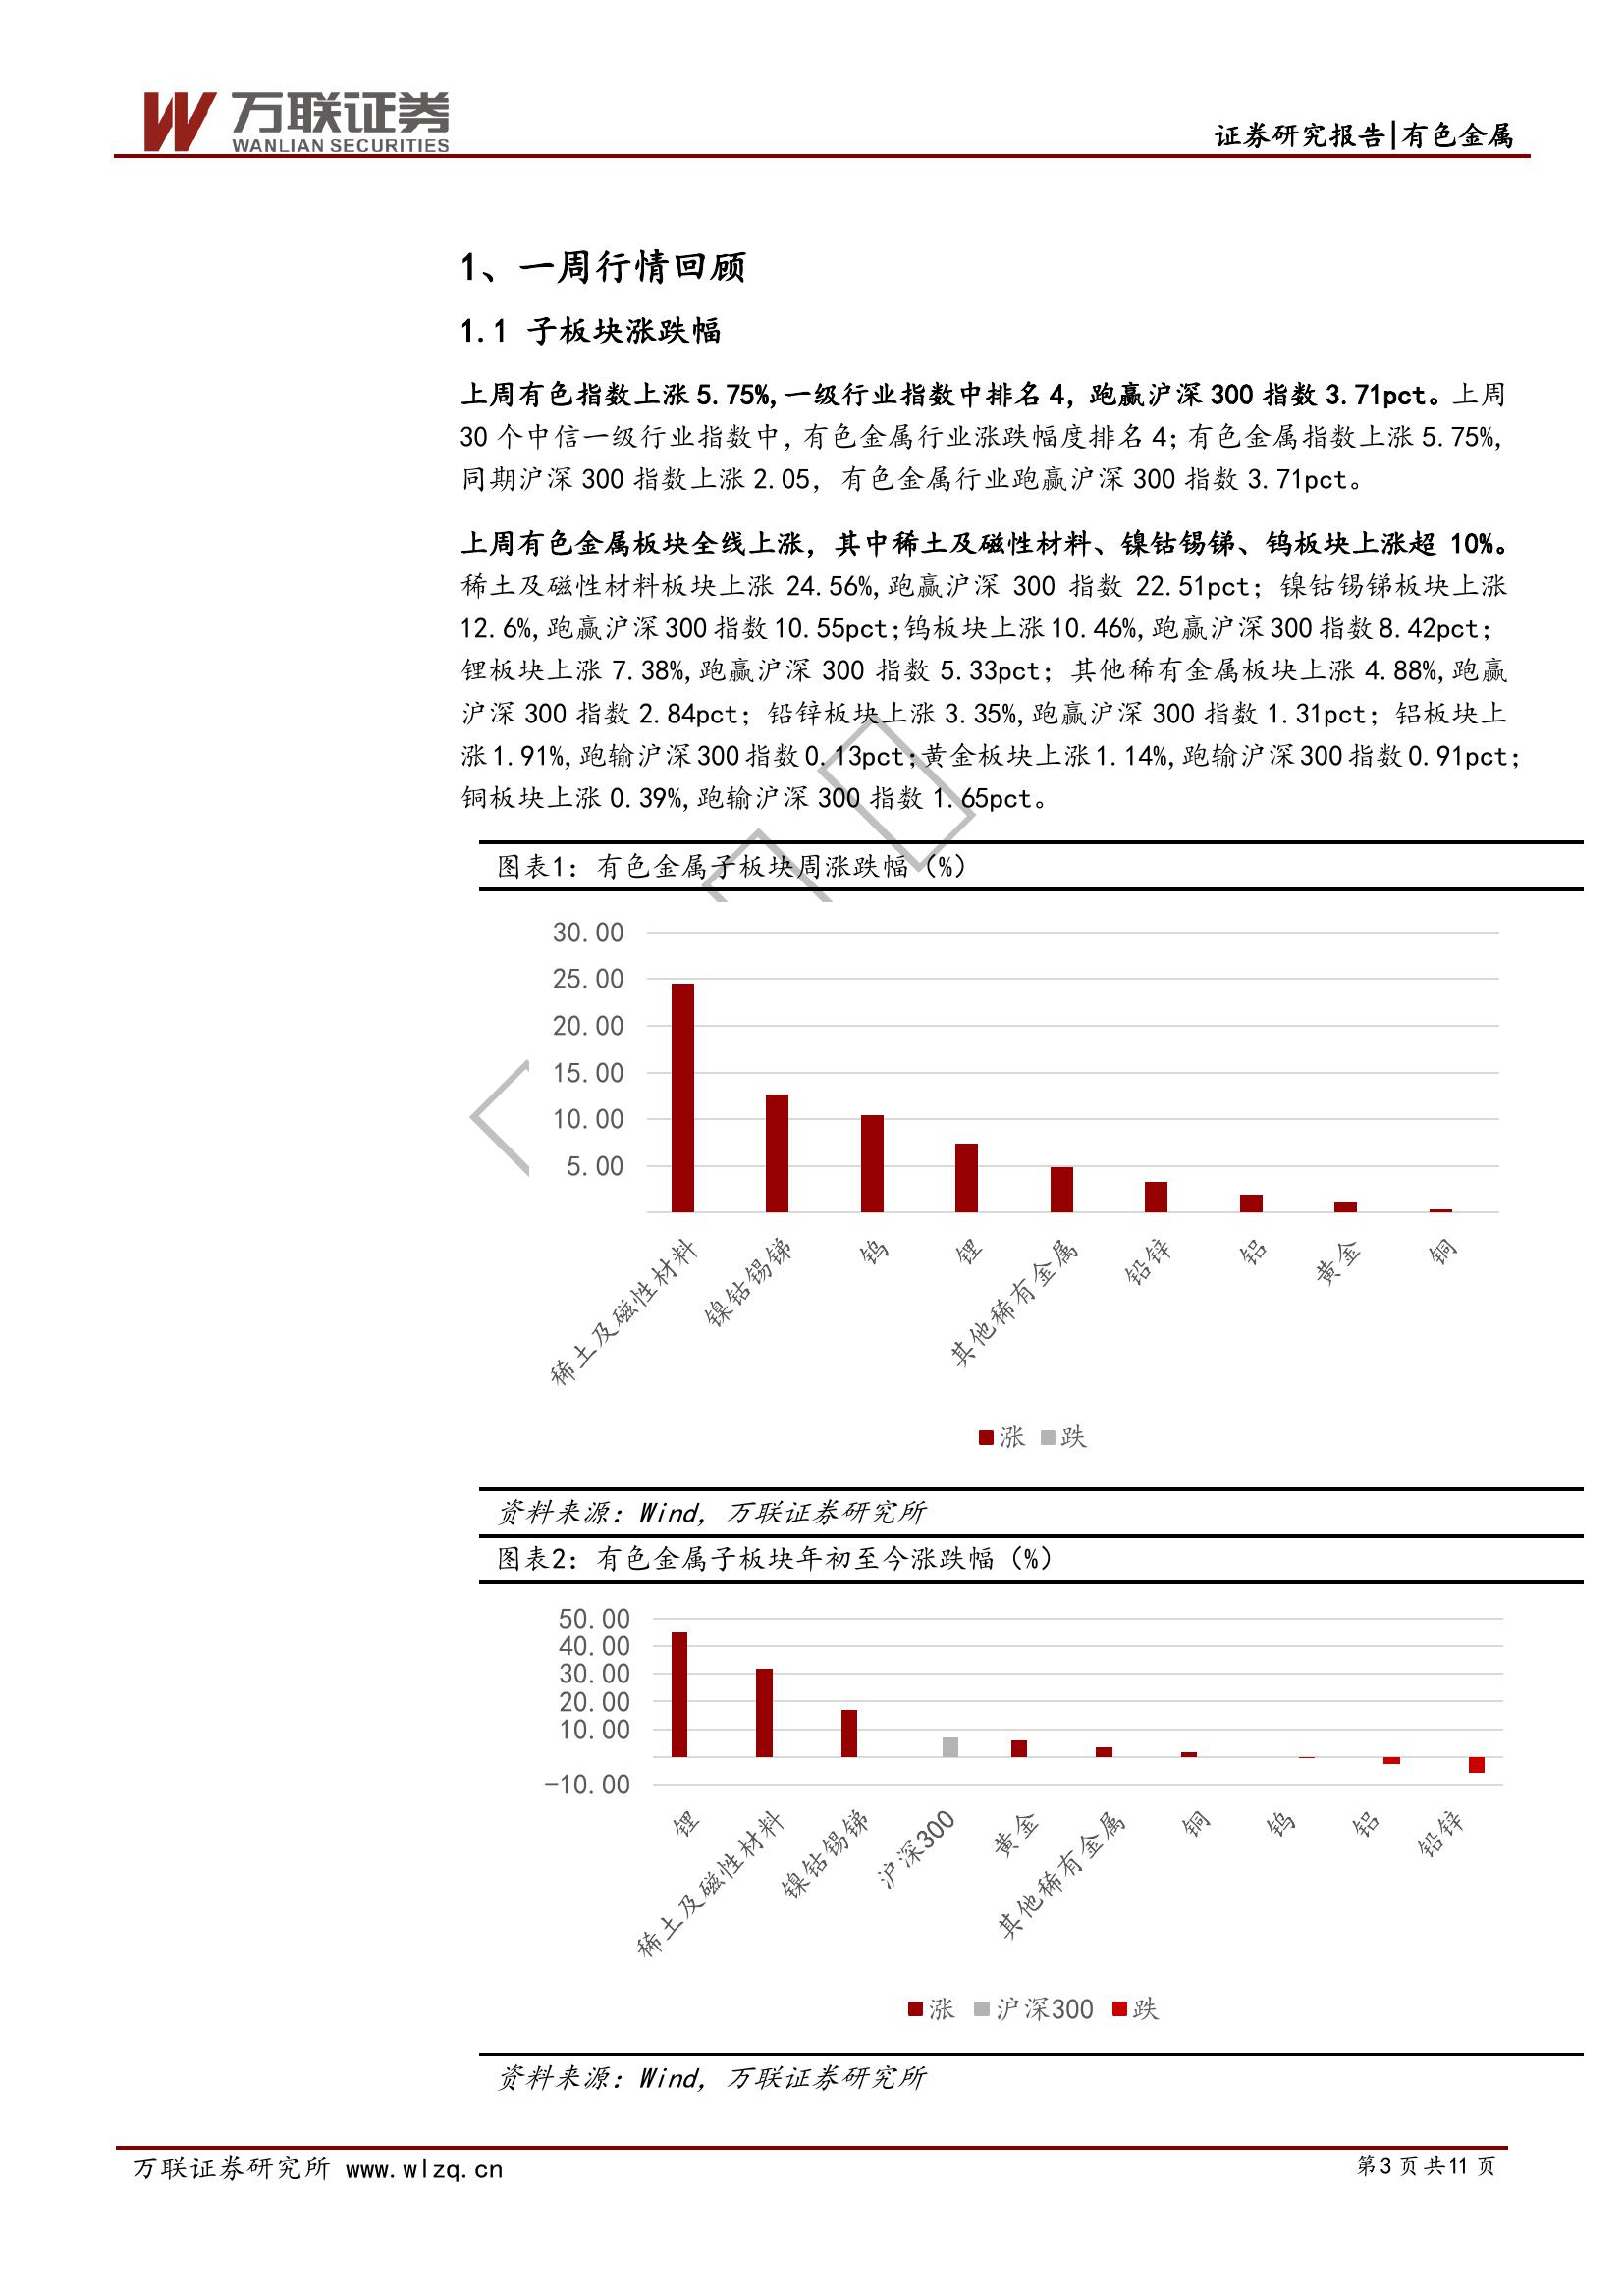 万联证券
WANLIAN SECURITIES
证券研究报告|有色金属
1、一周行情回顾
1.1 子板块涨跌幅
上周有色指数上涨5.75%,一级行业指数中排名4，跑赢沪深300指数3.71pct。上周
30个中信一级行业指数中,有色金属行业涨跌幅度排名4;有色金属指数上涨5.75%,
同期沪深300指数上涨2.05，有色金属行业跑赢沪深300指数3.71pct。
上周有色金属板块全线上涨，其中稀土及磁性材料、镍钴锡锑、钨板块上涨超10%。
稀土及磁性材料板块上涨24.56%,跑赢沪深300指数22.51pct；镍钴锡锑板块上涨
12.6%,跑赢沪深300指数10.55pct;钨板块上涨10.46%,跑赢沪深300指数8.42pct；
锂板块上涨7.38%,跑赢沪深300指数5.33pct；其他稀有金属板块上涨4.88%,跑赢
沪深300指数2.84pct；铅锌板块上涨3.35%,跑赢沪深300指数1.31pct；铝板块上
涨1.91%,跑输沪深300指数0.13pct;黄金板块上涨1.14%,跑输沪深300指数0.91pct；
铜板块上涨0.39%,跑输沪深300指数1.65pct。
图表1：有色金属子板块周涨跌幅（%）
30.00
25.00
20.00
15.00
10.00
5.00
稀土及磁性材料
镍钴锡锑
钨
锂
其他稀有金属
铅锌
铝
黄金
铜
涨 跌
资料来源：Wind，万联证券研究所
图表2：有色金属子板块年初至今涨跌幅（%）
50.00
40.00
30.00
20.00
10.00
-10.00
锂
稀土及磁性材料
镍钴锡锑
沪深300
黄金
其他稀有金属
铜
钨
铝
铅锌
涨 沪深300 跌
资料来源：Wind，万联证券研究所
万联证券研究所 www.wlzq.cn
第3页共11页